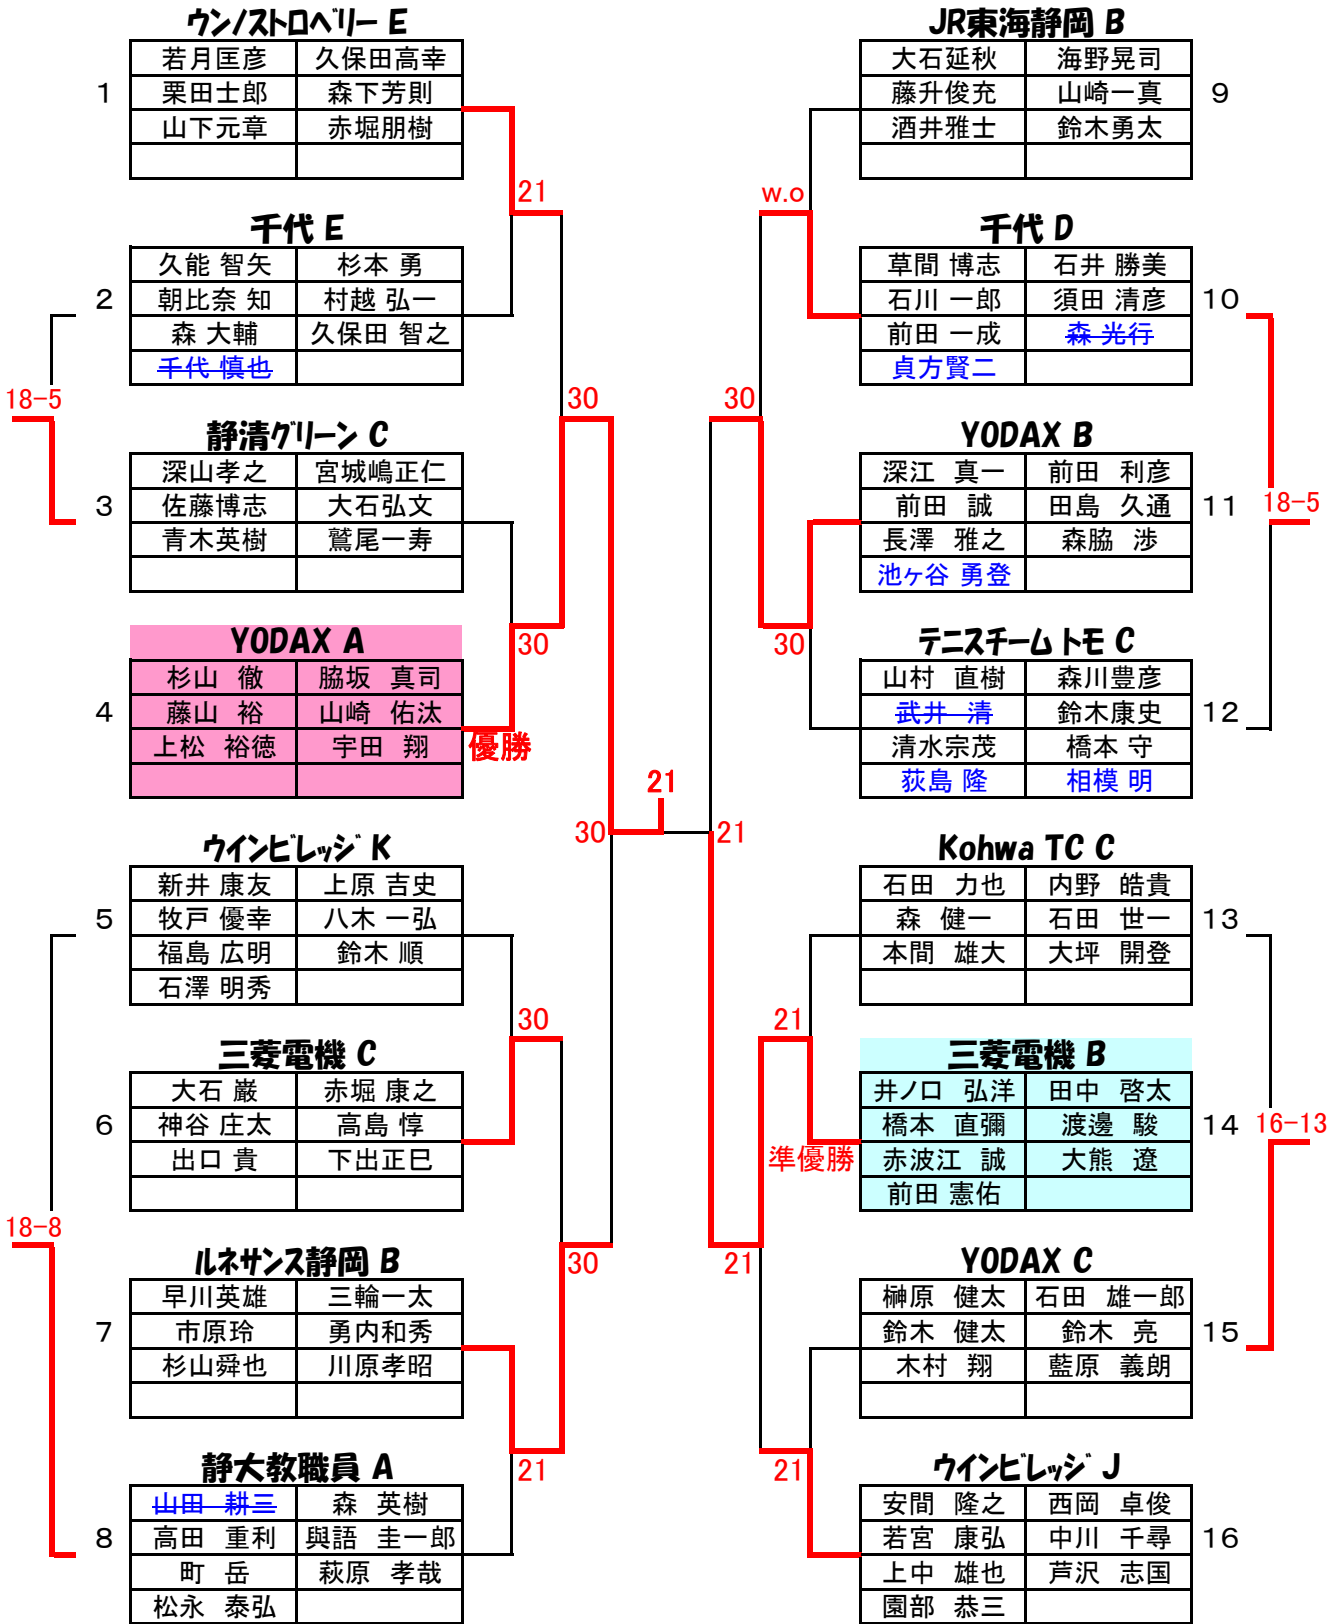 ウンノストロベリー E
1
若月匡彦 久保田高幸
栗田士郎 森下芳則
山下元章 赤堀朋樹
21
千代 E
2
久能 智矢 杉本 勇
朝比奈 知 村越 弘一
森 大輔 久保田 智之
千代 慎也
18-5
30
静清グリーン C
3
深山孝之 宮城嶋正仁
佐藤博志 大石弘文
青木英樹 鷲尾一寿
30
YODAX A
4
杉山 徹 脇坂 真司
藤山 裕 山崎 佑汰
上松 裕徳 宇田 翔
優勝
21
30
21
ウインビレッジ K
5
新井 康友 上原 吉史
牧戸 優幸 八木 一弘
福島 広明 鈴木 順
石澤 明秀
30
三菱電機 C
6
大石 巌 赤堀 康之
神谷 庄太 高島 惇
出口 貴 下出正巳
18-8
30
ルネサンス静岡 B
7
早川英雄 三輪一太
市原玲 勇内和秀
杉山舜也 川原孝昭
21
静大教職員 A
8
山田 耕三 森 英樹
高田 重利 與語 圭一郎
町 岳 萩原 孝哉
松永 泰弘
JR東海静岡 B
9
大石延秋 海野晃司
藤升俊充 山崎一真
酒井雅士 鈴木勇太
w.o
千代 D
10
草間 博志 石井 勝美
石川 一郎 須田 清彦
前田 一成 森 光行
貞方賢二
30
YODAX B
11
18-5
深江 真一 前田 利彦
前田 誠 田島 久通
長澤 雅之 森脇 渉
池ヶ谷 勇登
30
テニスチーム トモ C
12
山村 直樹 森川豊彦
武井 清 鈴木康史
清水宗茂 橋本 守
荻島 隆 相模 明
Kohwa TC C
13
石田 力也 内野 皓貴
森 健一 石田 世一
本間 雄大 大坪 開登
21
三菱電機 B
14
16-13
井ノ口 弘洋 田中 啓太
橋本 直彌 渡邊 駿
赤波江 誠 大熊 遼
前田 憲佑
準優勝
21
YODAX C
15
榊原 健太 石田 雄一郎
鈴木 健太 鈴木 亮
木村 翔 藍原 義朗
21
ウインビレッジ J
16
安間 隆之 西岡 卓俊
若宮 康弘 中川 千尋
上中 雄也 芦沢 志国
園部 恭三